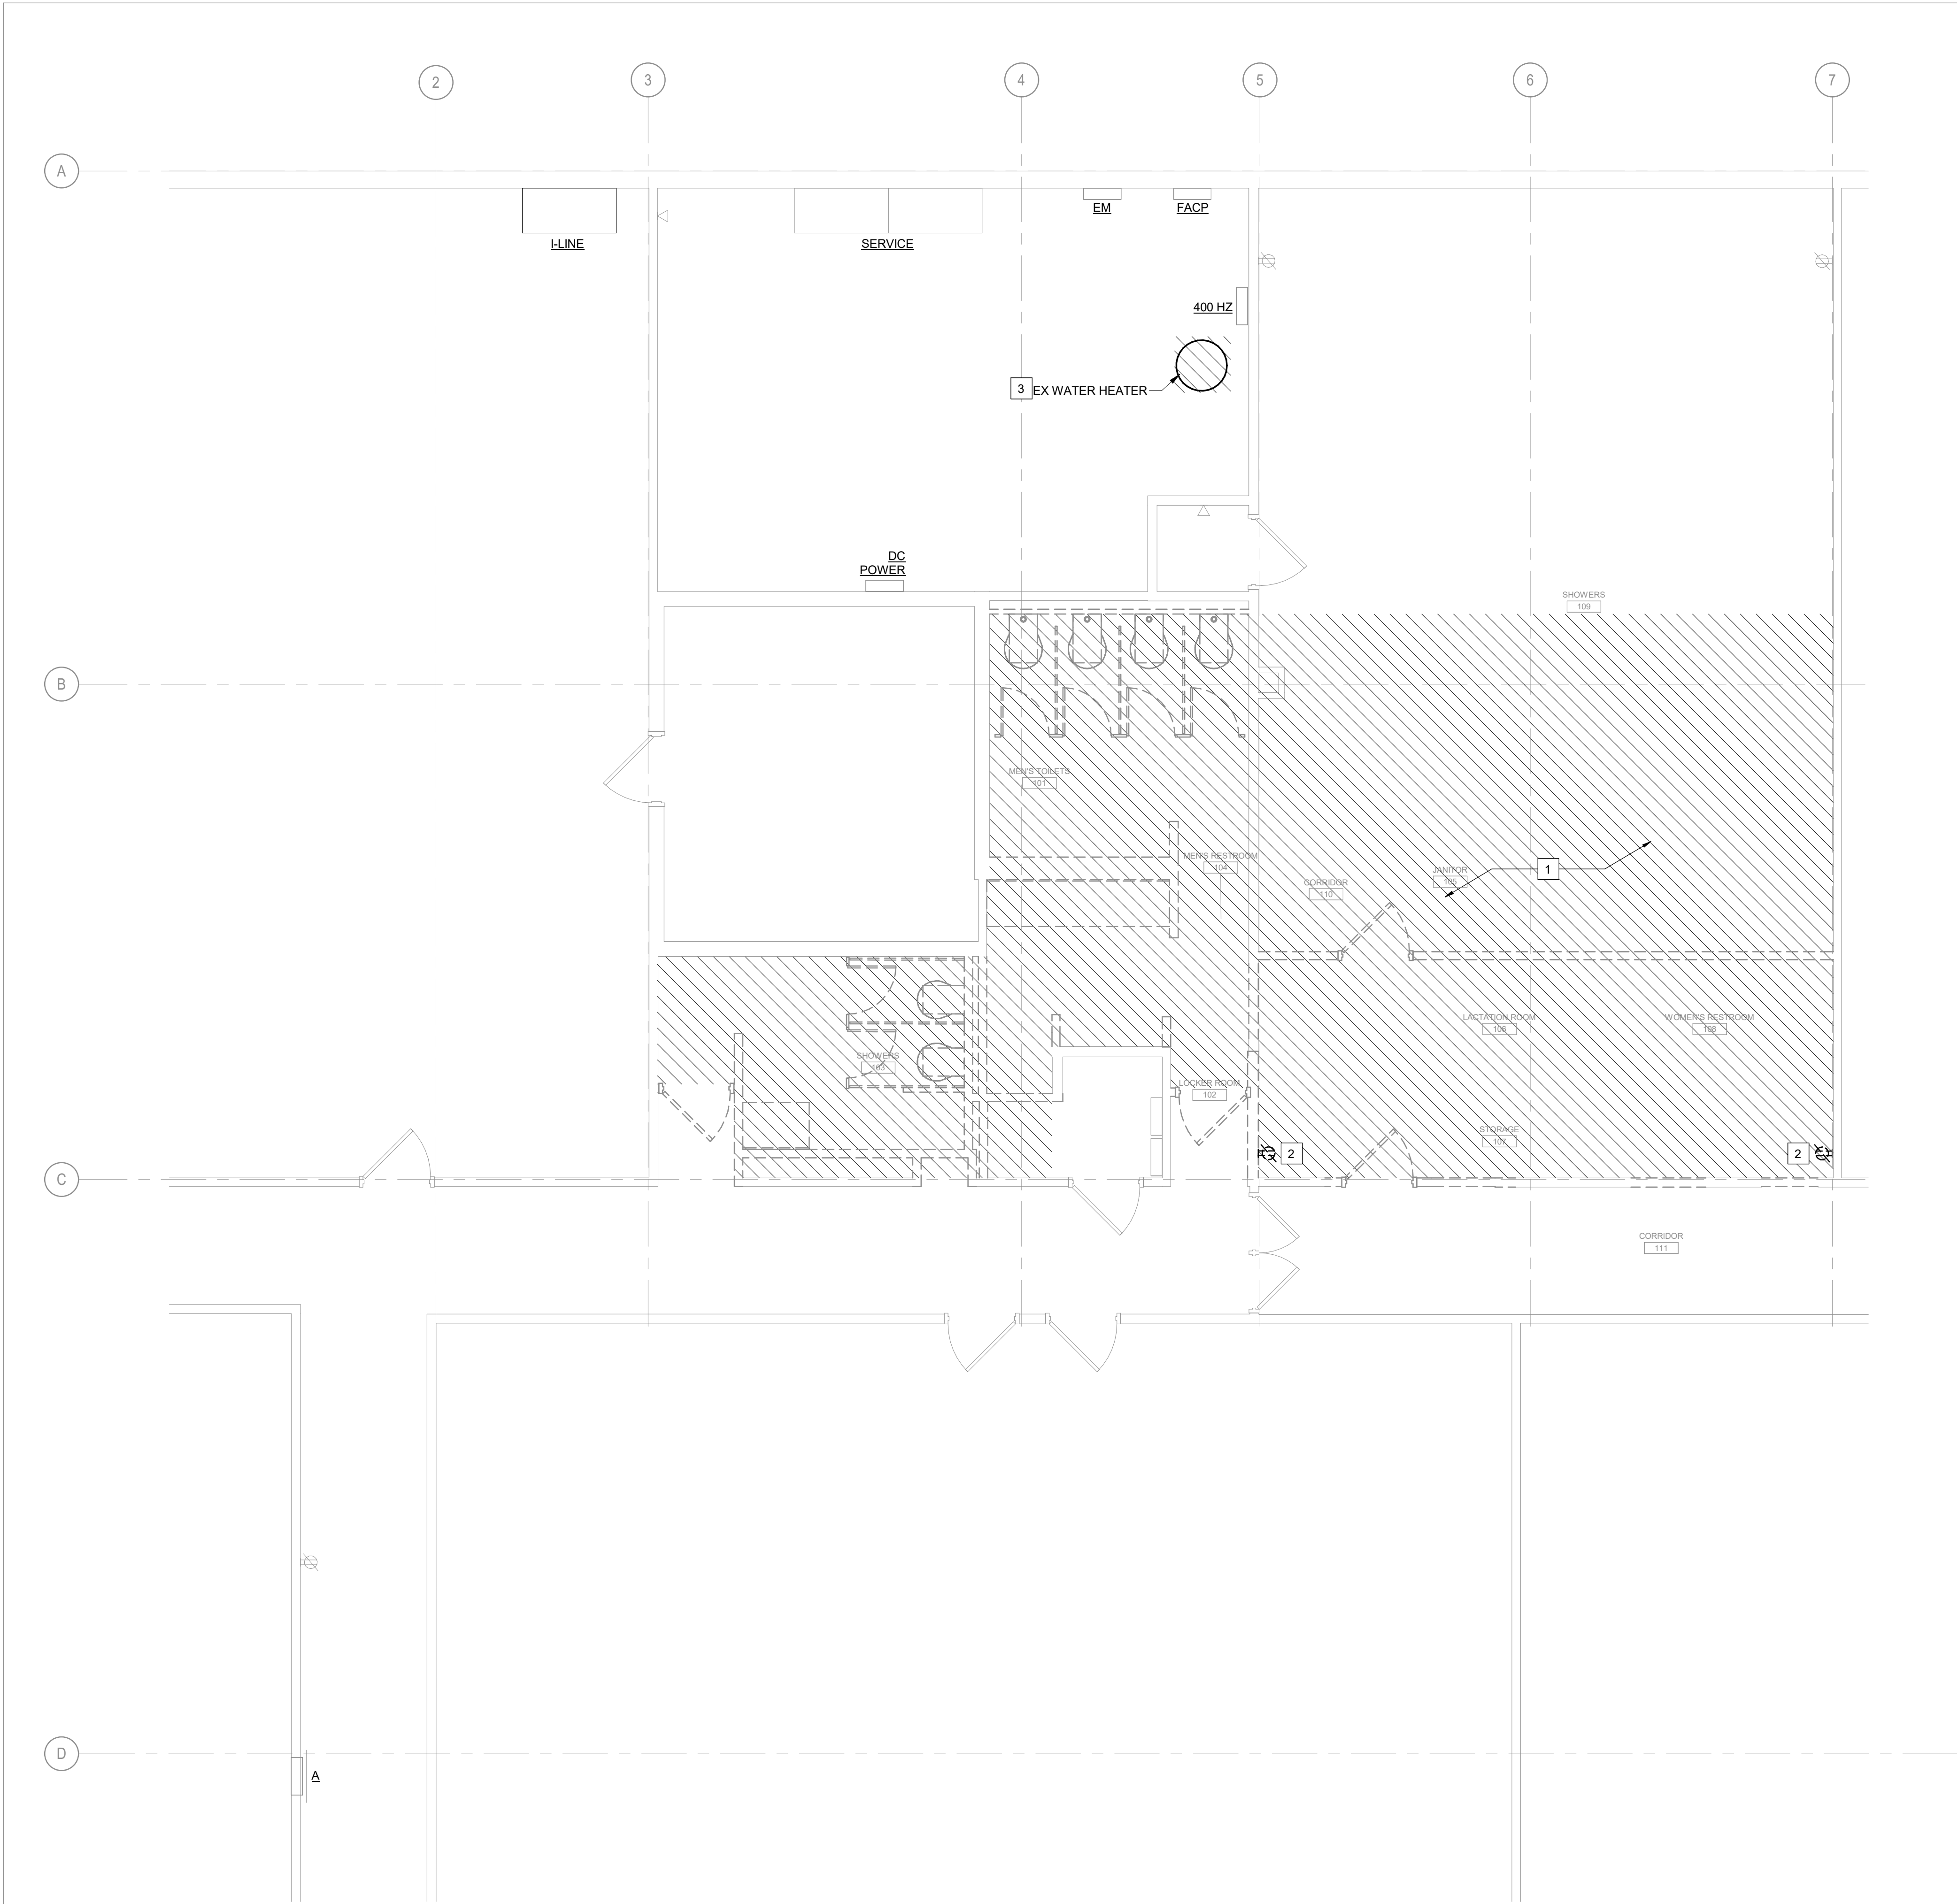 2
3
4
5
6
7
A
I-LINE
SERVICE
EM
FACP
400 HZ
3
EX WATER HEATER
DC
POWER
SHOWERS
109
B
MEN'S TOILETS
101
MEN'S RESTROOM
104
CORRIDOR
110
JANITOR
105
1
LACTATION ROOM
106
WOMEN'S RESTROOM
108
SHOWERS
103
LOCKER ROOM
102
STORAGE
107
2
2
C
CORRIDOR
111
D
A